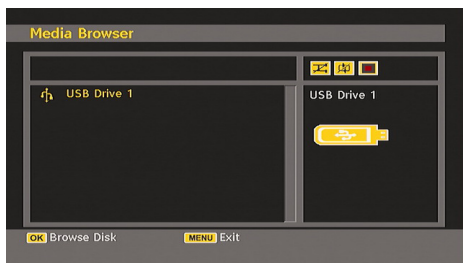 Media Browser
USB Drive 1
USB Drive 1
OK Browse Disk MENU Exit